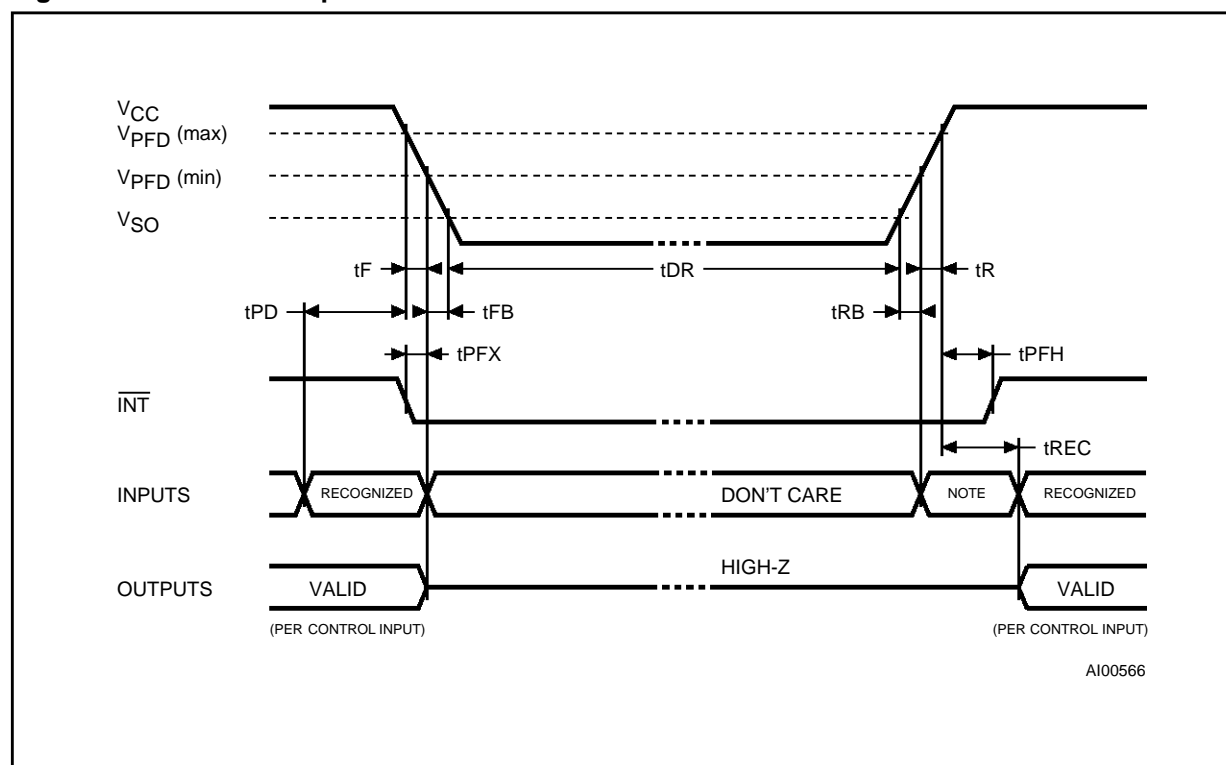 VCC
VPFD (max)
VPFD (min)
VSO
tF
tDR
tR
tPD
tFB
tRB
tPFX
tPFH
INT
tREC
INPUTS
RECOGNIZED
DON'T CARE
NOTE
RECOGNIZED
HIGH-Z
OUTPUTS
VALID
VALID
(PER CONTROL INPUT)
(PER CONTROL INPUT)
AI00566